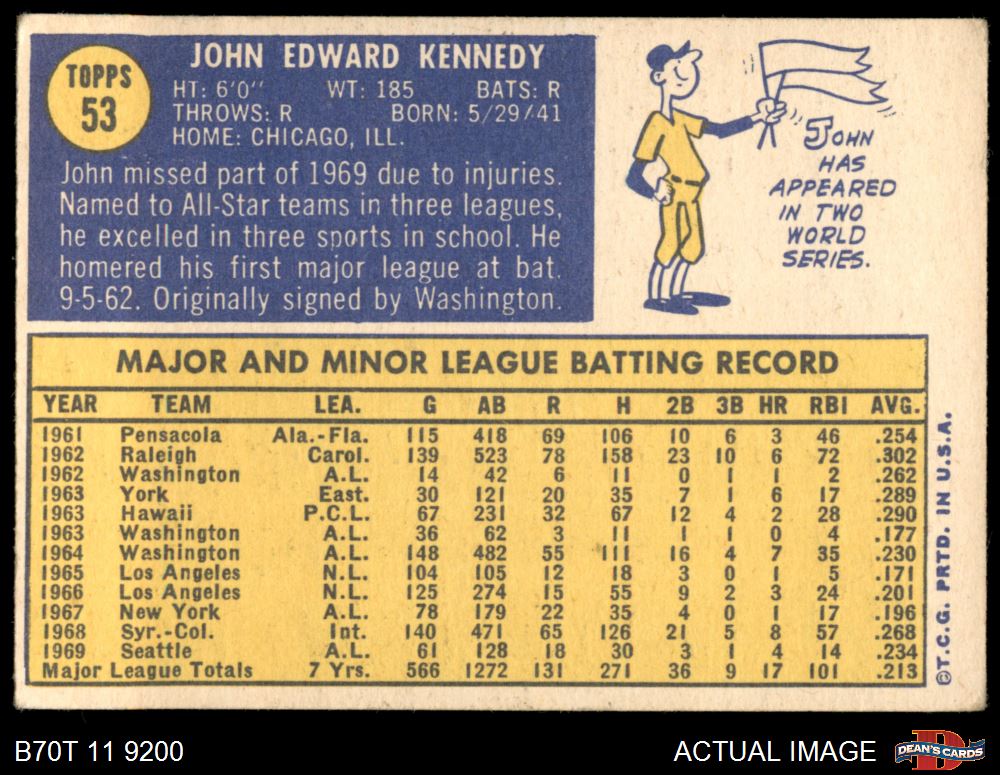 TOPPS
53
JOHN EDWARD KENNEDY
HT: 6'0" WT: 185 BATS: R
THROWS: R BORN: 5/29/41
HOME: CHICAGO, ILL.
John missed part of 1969 due to injuries.
Named to All-Star teams in three leagues,
he excelled in three sports in school. He
homered his first major league at bat.
9-5-62. Originally signed by Washington.
JOHN
HAS
APPEARED
IN TWO
WORLD
SERIES.
MAJOR AND MINOR LEAGUE BATTING RECORD
YEAR TEAM LEA. G AB R H 2B 3B HR RBI AVG.
1961 Pensacola Ala.-Fla. 115 418 69 106 10 6 3 46 .254
1962 Raleigh Carol. 139 523 78 158 23 10 6 72 .302
1962 Washington A.L. 14 42 6 11 0 1 1 2 .262
1963 York East. 30 121 20 35 7 1 6 17 .289
1963 Hawaii P.C.L. 67 231 32 67 12 4 2 28 .290
1963 Washington A.L. 36 62 3 11 1 1 0 4 .177
1964 Washington A.L. 148 482 55 111 16 4 7 35 .230
1965 Los Angeles N.L. 104 105 12 18 3 0 1 5 .171
1966 Los Angeles N.L. 125 274 15 55 9 2 3 24 .201
1967 New York A.L. 78 179 22 35 4 0 1 17 .196
1968 Syr.-Col. Int. 140 471 65 126 21 5 8 57 .268
1969 Seattle A.L. 61 128 18 30 3 1 4 14 .234
Major League Totals 7 Yrs. 566 1272 131 271 36 9 17 101 .213
©T.C.G. PRTD. IN U.S.A.
B70T 11 9200
ACTUAL IMAGE
DEAN'S CARDS